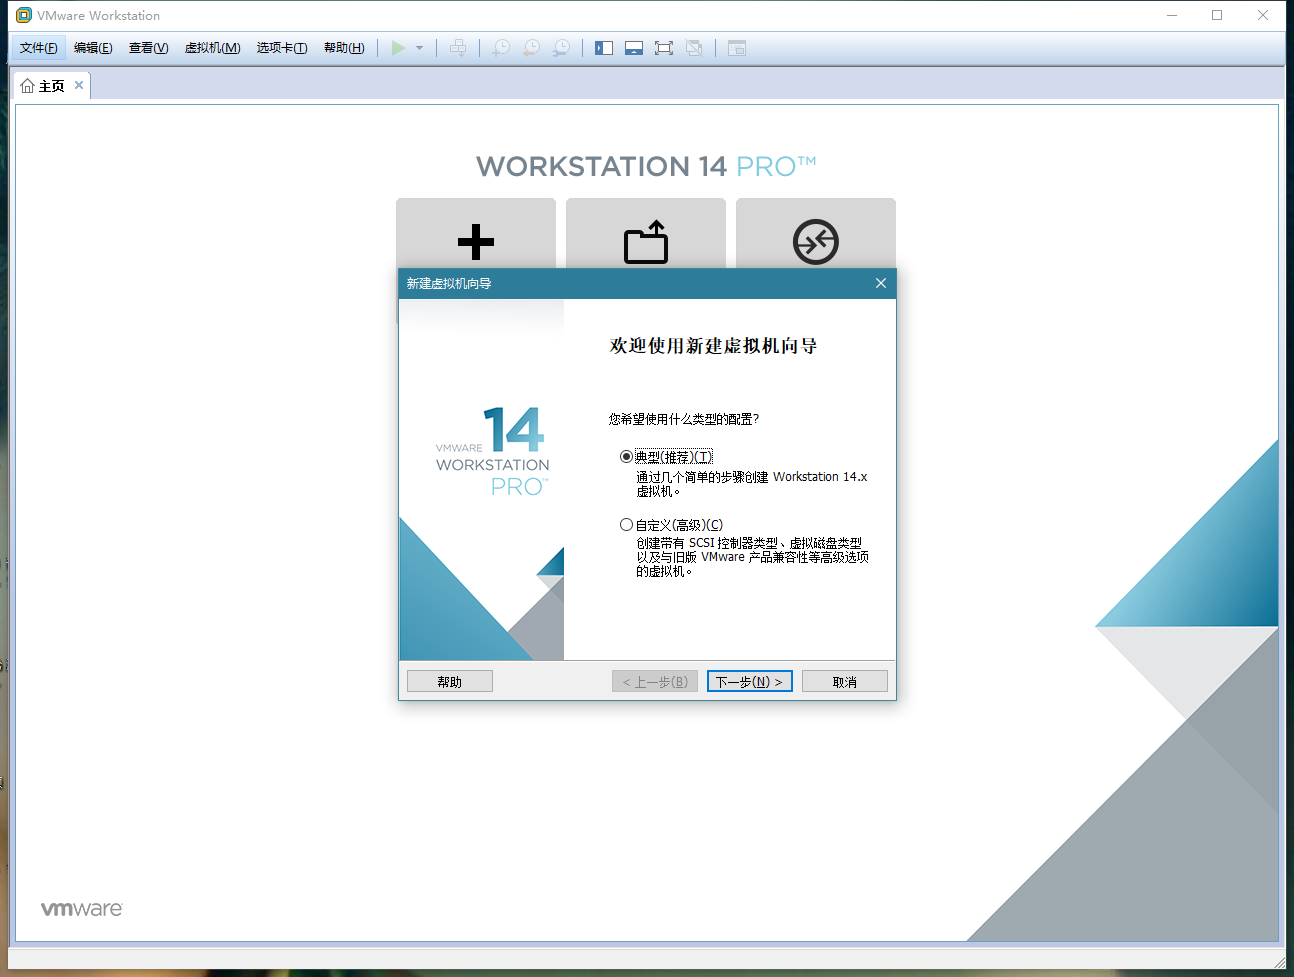 VMware Workstation
文件(F) 编辑(E) 查看(V) 虚拟机(M) 选项卡(T) 帮助(H)
主页
WORKSTATION 14 PRO™
新建虚拟机向导
欢迎使用新建虚拟机向导
您希望使用什么类型的配置?
14
VMWARE
WORKSTATION
PRO™
典型(推荐)(T)
通过几个简单的步骤创建 Workstation 14.x
虚拟机。
自定义(高级)(C)
创建带有 SCSI 控制器类型、虚拟磁盘类型
以及与旧版 VMware 产品兼容性等高级选项
的虚拟机。
帮助 < 上一步(B) 下一步(N) > 取消
vmware